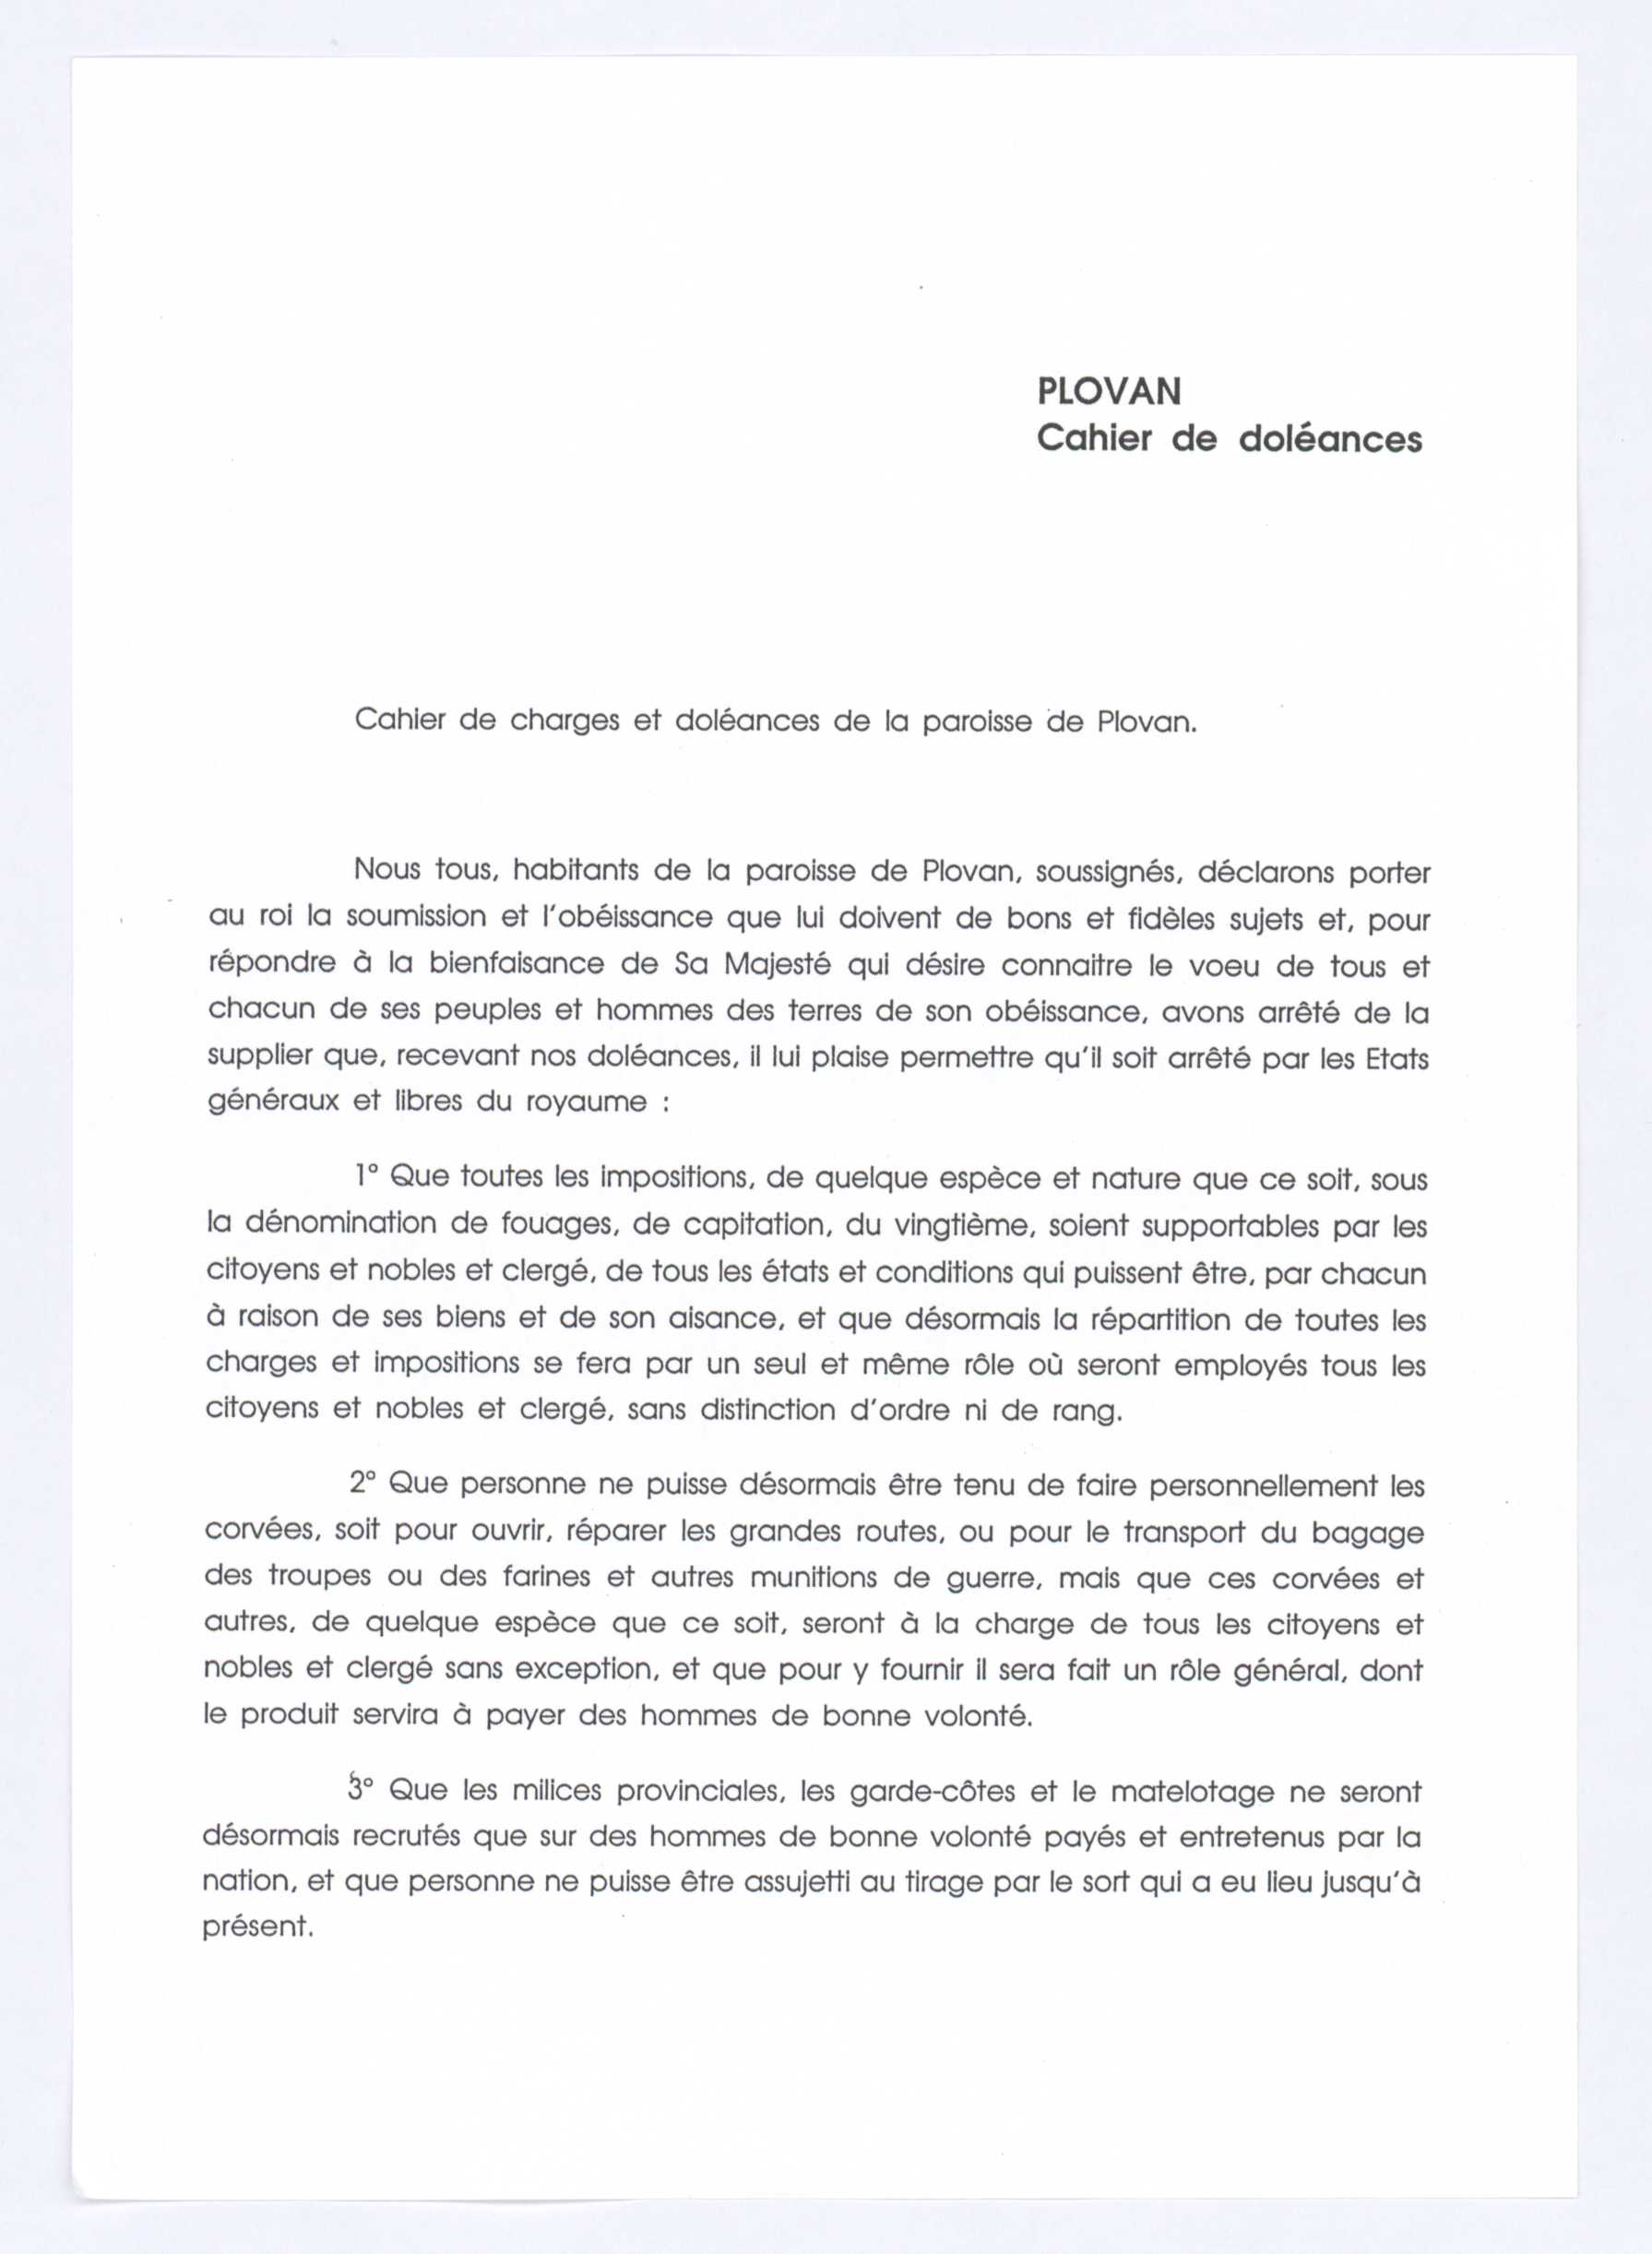 PLOVAN
Cahier de doléances
Cahier de charges et doléances de la paroisse de Plovan.
Nous tous, habitants de la paroisse de Plovan, soussignés, déclarons porter
au roi la soumission et l'obéissance que lui doivent de bons et fidèles sujets et, pour
répondre à la bienfaisance de Sa Majesté qui désire connaitre le voeu de tous et
chacun de ses peuples et hommes des terres de son obéissance, avons arrêté de la
supplier que, recevant nos doléances, il lui plaise permettre qu'il soit arrêté par les Etats
généraux et libres du royaume :
1° Que toutes les impositions, de quelque espèce et nature que ce soit, sous
la dénomination de fouages, de capitation, du vingtième, soient supportables par les
citoyens et nobles et clergé, de tous les états et conditions qui puissent être, par chacun
à raison de ses biens et de son aisance, et que désormais la répartition de toutes les
charges et impositions se fera par un seul et même rôle où seront employés tous les
citoyens et nobles et clergé, sans distinction d'ordre ni de rang.
2° Que personne ne puisse désormais être tenu de faire personnellement les
corvées, soit pour ouvrir, réparer les grandes routes, ou pour le transport du bagage
des troupes ou des farines et autres munitions de guerre, mais que ces corvées et
autres, de quelque espèce que ce soit, seront à la charge de tous les citoyens et
nobles et clergé sans exception, et que pour y fournir il sera fait un rôle général, dont
le produit servira à payer des hommes de bonne volonté.
3° Que les milices provinciales, les garde-côtes et le matelotage ne seront
désormais recrutés que sur des hommes de bonne volonté payés et entretenus par la
nation, et que personne ne puisse être assujetti au tirage par le sort qui a eu lieu jusqu'à
présent.